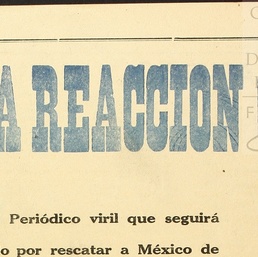 A REACCION
Periódico viril que seguirá
o por rescatar a México de